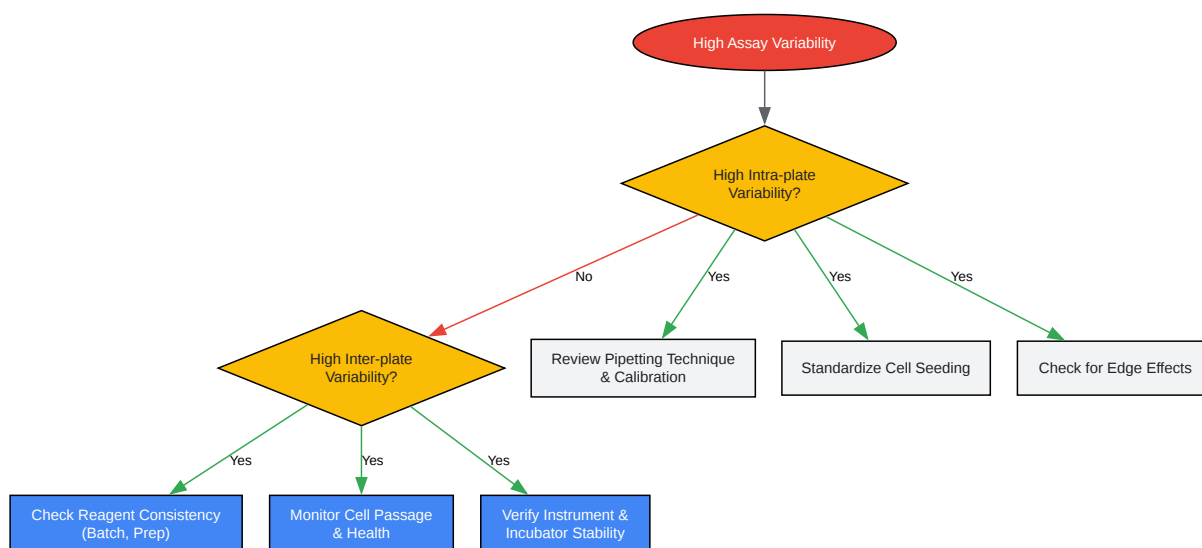 High Assay Variability
High Intra-plate
Variability?
No
Yes
Yes
Yes
High Inter-plate
Variability?
Review Pipetting Technique
& Calibration
Standardize Cell Seeding
Check for Edge Effects
Yes
Yes
Yes
Check Reagent Consistency
(Batch, Prep)
Monitor Cell Passage
& Health
Verify Instrument &
Incubator Stability